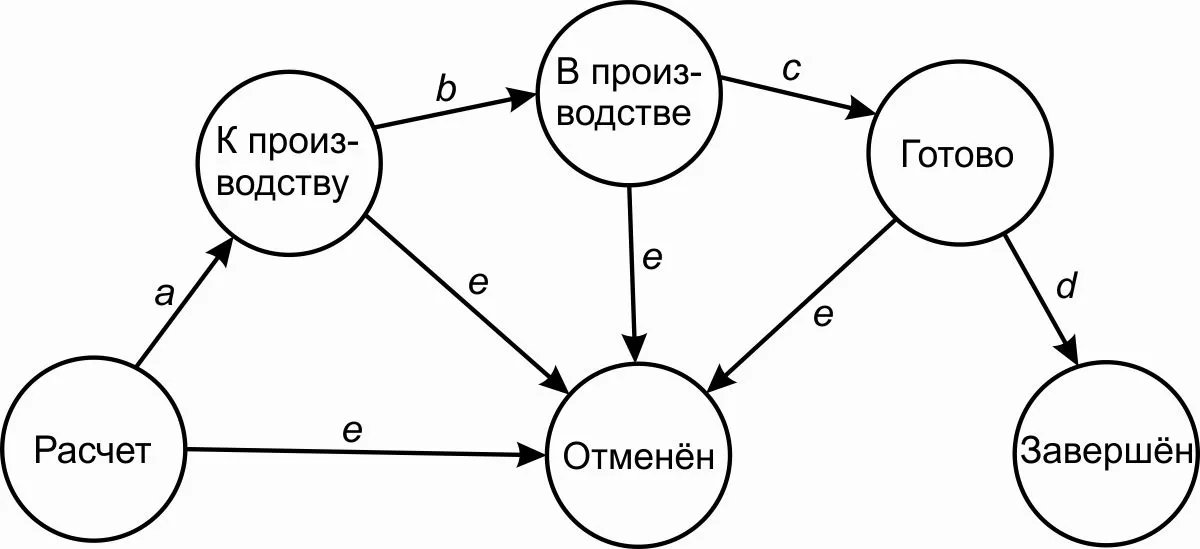 В произ-
водстве
c
b
К произ-
водству
Готово
e
e
a
d
e
e
Расчет
Отменён
Завершён